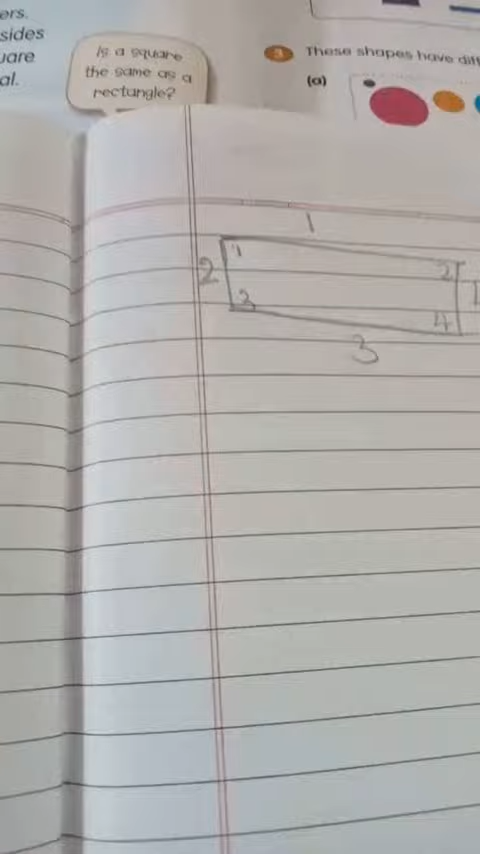 ers.
sides
uare
al.
Is a square
the same as a
rectangle?
3 These shapes have diff
(a)
1
1
2
2
3
4
3